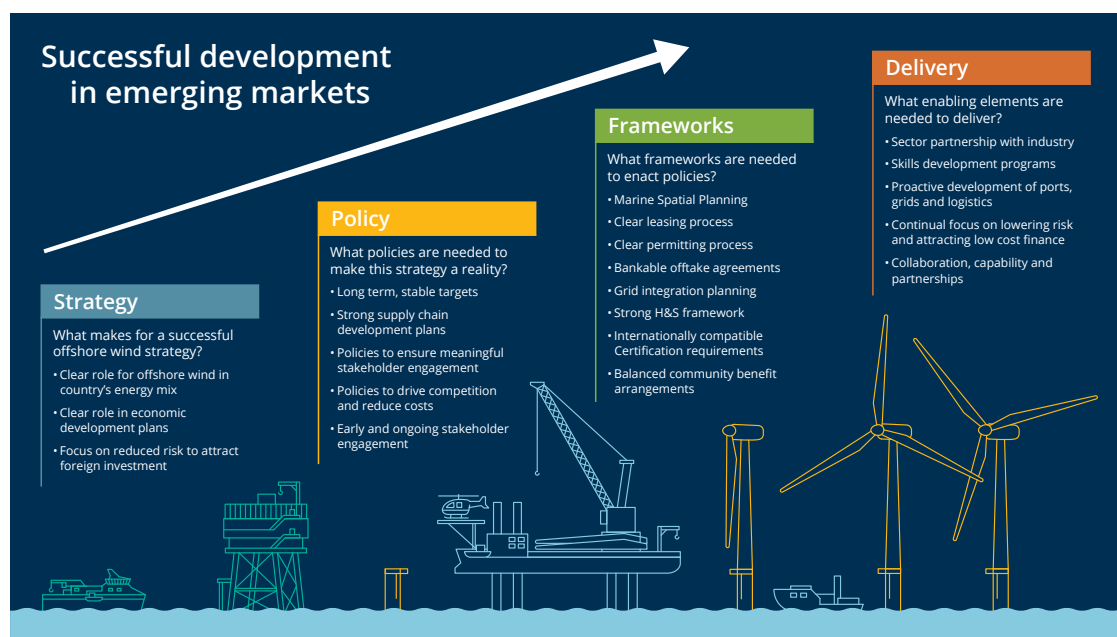 Successful development
in emerging markets
Strategy
What makes for a successful
offshore wind strategy?
• Clear role for offshore wind in
country's energy mix
• Clear role in economic
development plans
• Focus on reduced risk to attract
foreign investment
Policy
What policies are needed to
make this strategy a reality?
• Long term, stable targets
• Strong supply chain
development plans
• Policies to ensure meaningful
stakeholder engagement
• Policies to drive competition
and reduce costs
• Early and ongoing stakeholder
engagement
Frameworks
What frameworks are needed
to enact policies?
• Marine Spatial Planning
• Clear leasing process
• Clear permitting process
• Bankable offtake agreements
• Grid integration planning
• Strong H&S framework
• Internationally compatible
Certification requirements
• Balanced community benefit
arrangements
Delivery
What enabling elements are
needed to deliver?
• Sector partnership with industry
• Skills development programs
• Proactive development of ports,
grids and logistics
• Continual focus on lowering risk
and attracting low cost finance
• Collaboration, capability and
partnerships